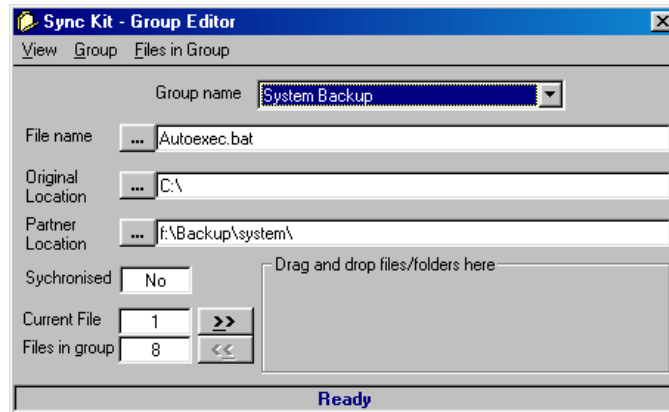 Sync Kit - Group Editor
View Group Files in Group
Group name System Backup
File name ... Autoexec.bat
Original
Location ... C:\
Partner
Location ... f:\Backup\system\
Sychronised No
Drag and drop files/folders here
Current File 1 >>
Files in group 8 <<
Ready